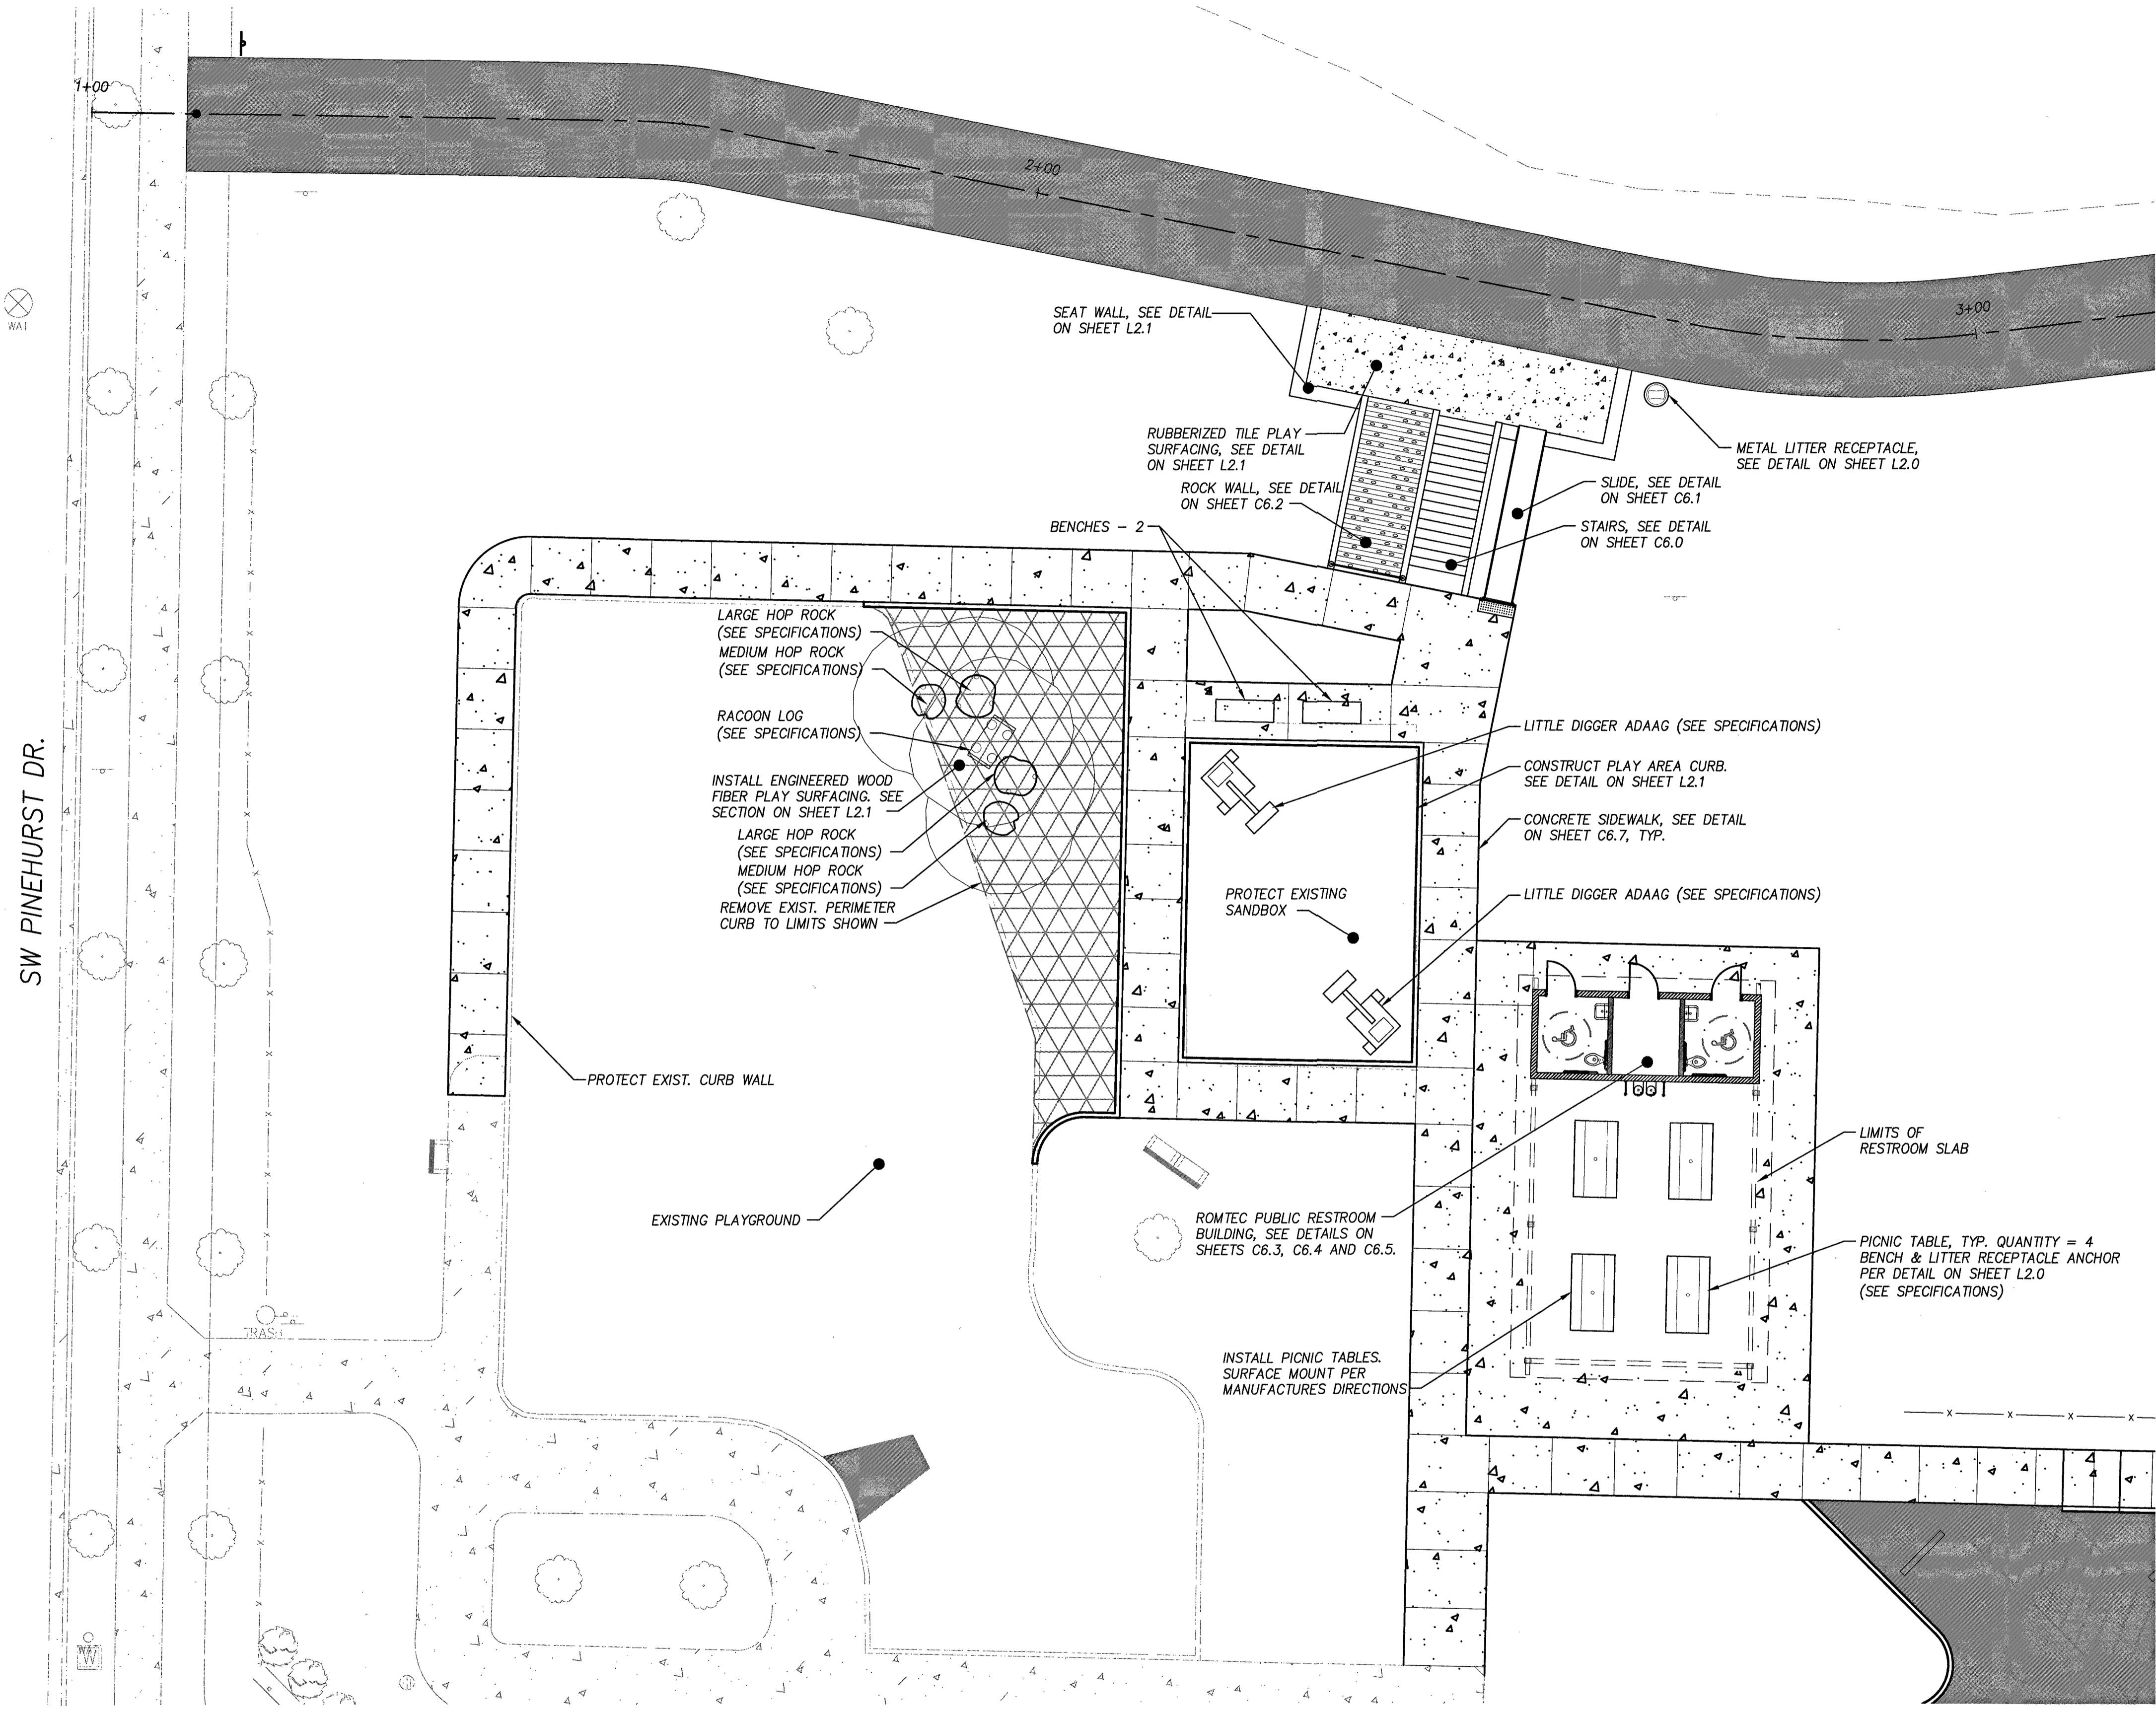 1+00
2+00
3+00
WAI
SEAT WALL, SEE DETAIL
ON SHEET L2.1
RUBBERIZED TILE PLAY
SURFACING, SEE DETAIL
ON SHEET L2.1
METAL LITTER RECEPTACLE,
SEE DETAIL ON SHEET L2.0
ROCK WALL, SEE DETAIL
ON SHEET C6.2
SLIDE, SEE DETAIL
ON SHEET C6.1
BENCHES - 2
STAIRS, SEE DETAIL
ON SHEET C6.0
LARGE HOP ROCK
(SEE SPECIFICATIONS)
MEDIUM HOP ROCK
(SEE SPECIFICATIONS)
RACOON LOG
(SEE SPECIFICATIONS)
INSTALL ENGINEERED WOOD
FIBER PLAY SURFACING. SEE
SECTION ON SHEET L2.1
LARGE HOP ROCK
(SEE SPECIFICATIONS)
MEDIUM HOP ROCK
(SEE SPECIFICATIONS)
REMOVE EXIST. PERIMETER
CURB TO LIMITS SHOWN
LITTLE DIGGER ADAAG (SEE SPECIFICATIONS)
CONSTRUCT PLAY AREA CURB.
SEE DETAIL ON SHEET L2.1
CONCRETE SIDEWALK, SEE DETAIL
ON SHEET C6.7, TYP.
PROTECT EXISTING
SANDBOX
LITTLE DIGGER ADAAG (SEE SPECIFICATIONS)
SW PINEHURST DR.
PROTECT EXIST. CURB WALL
LIMITS OF
RESTROOM SLAB
EXISTING PLAYGROUND
ROMTEC PUBLIC RESTROOM
BUILDING, SEE DETAILS ON
SHEETS C6.3, C6.4 AND C6.5.
PICNIC TABLE, TYP. QUANTITY = 4
BENCH & LITTER RECEPTACLE ANCHOR
PER DETAIL ON SHEET L2.0
(SEE SPECIFICATIONS)
TRASH
INSTALL PICNIC TABLES.
SURFACE MOUNT PER
MANUFACTURES DIRECTIONS
W